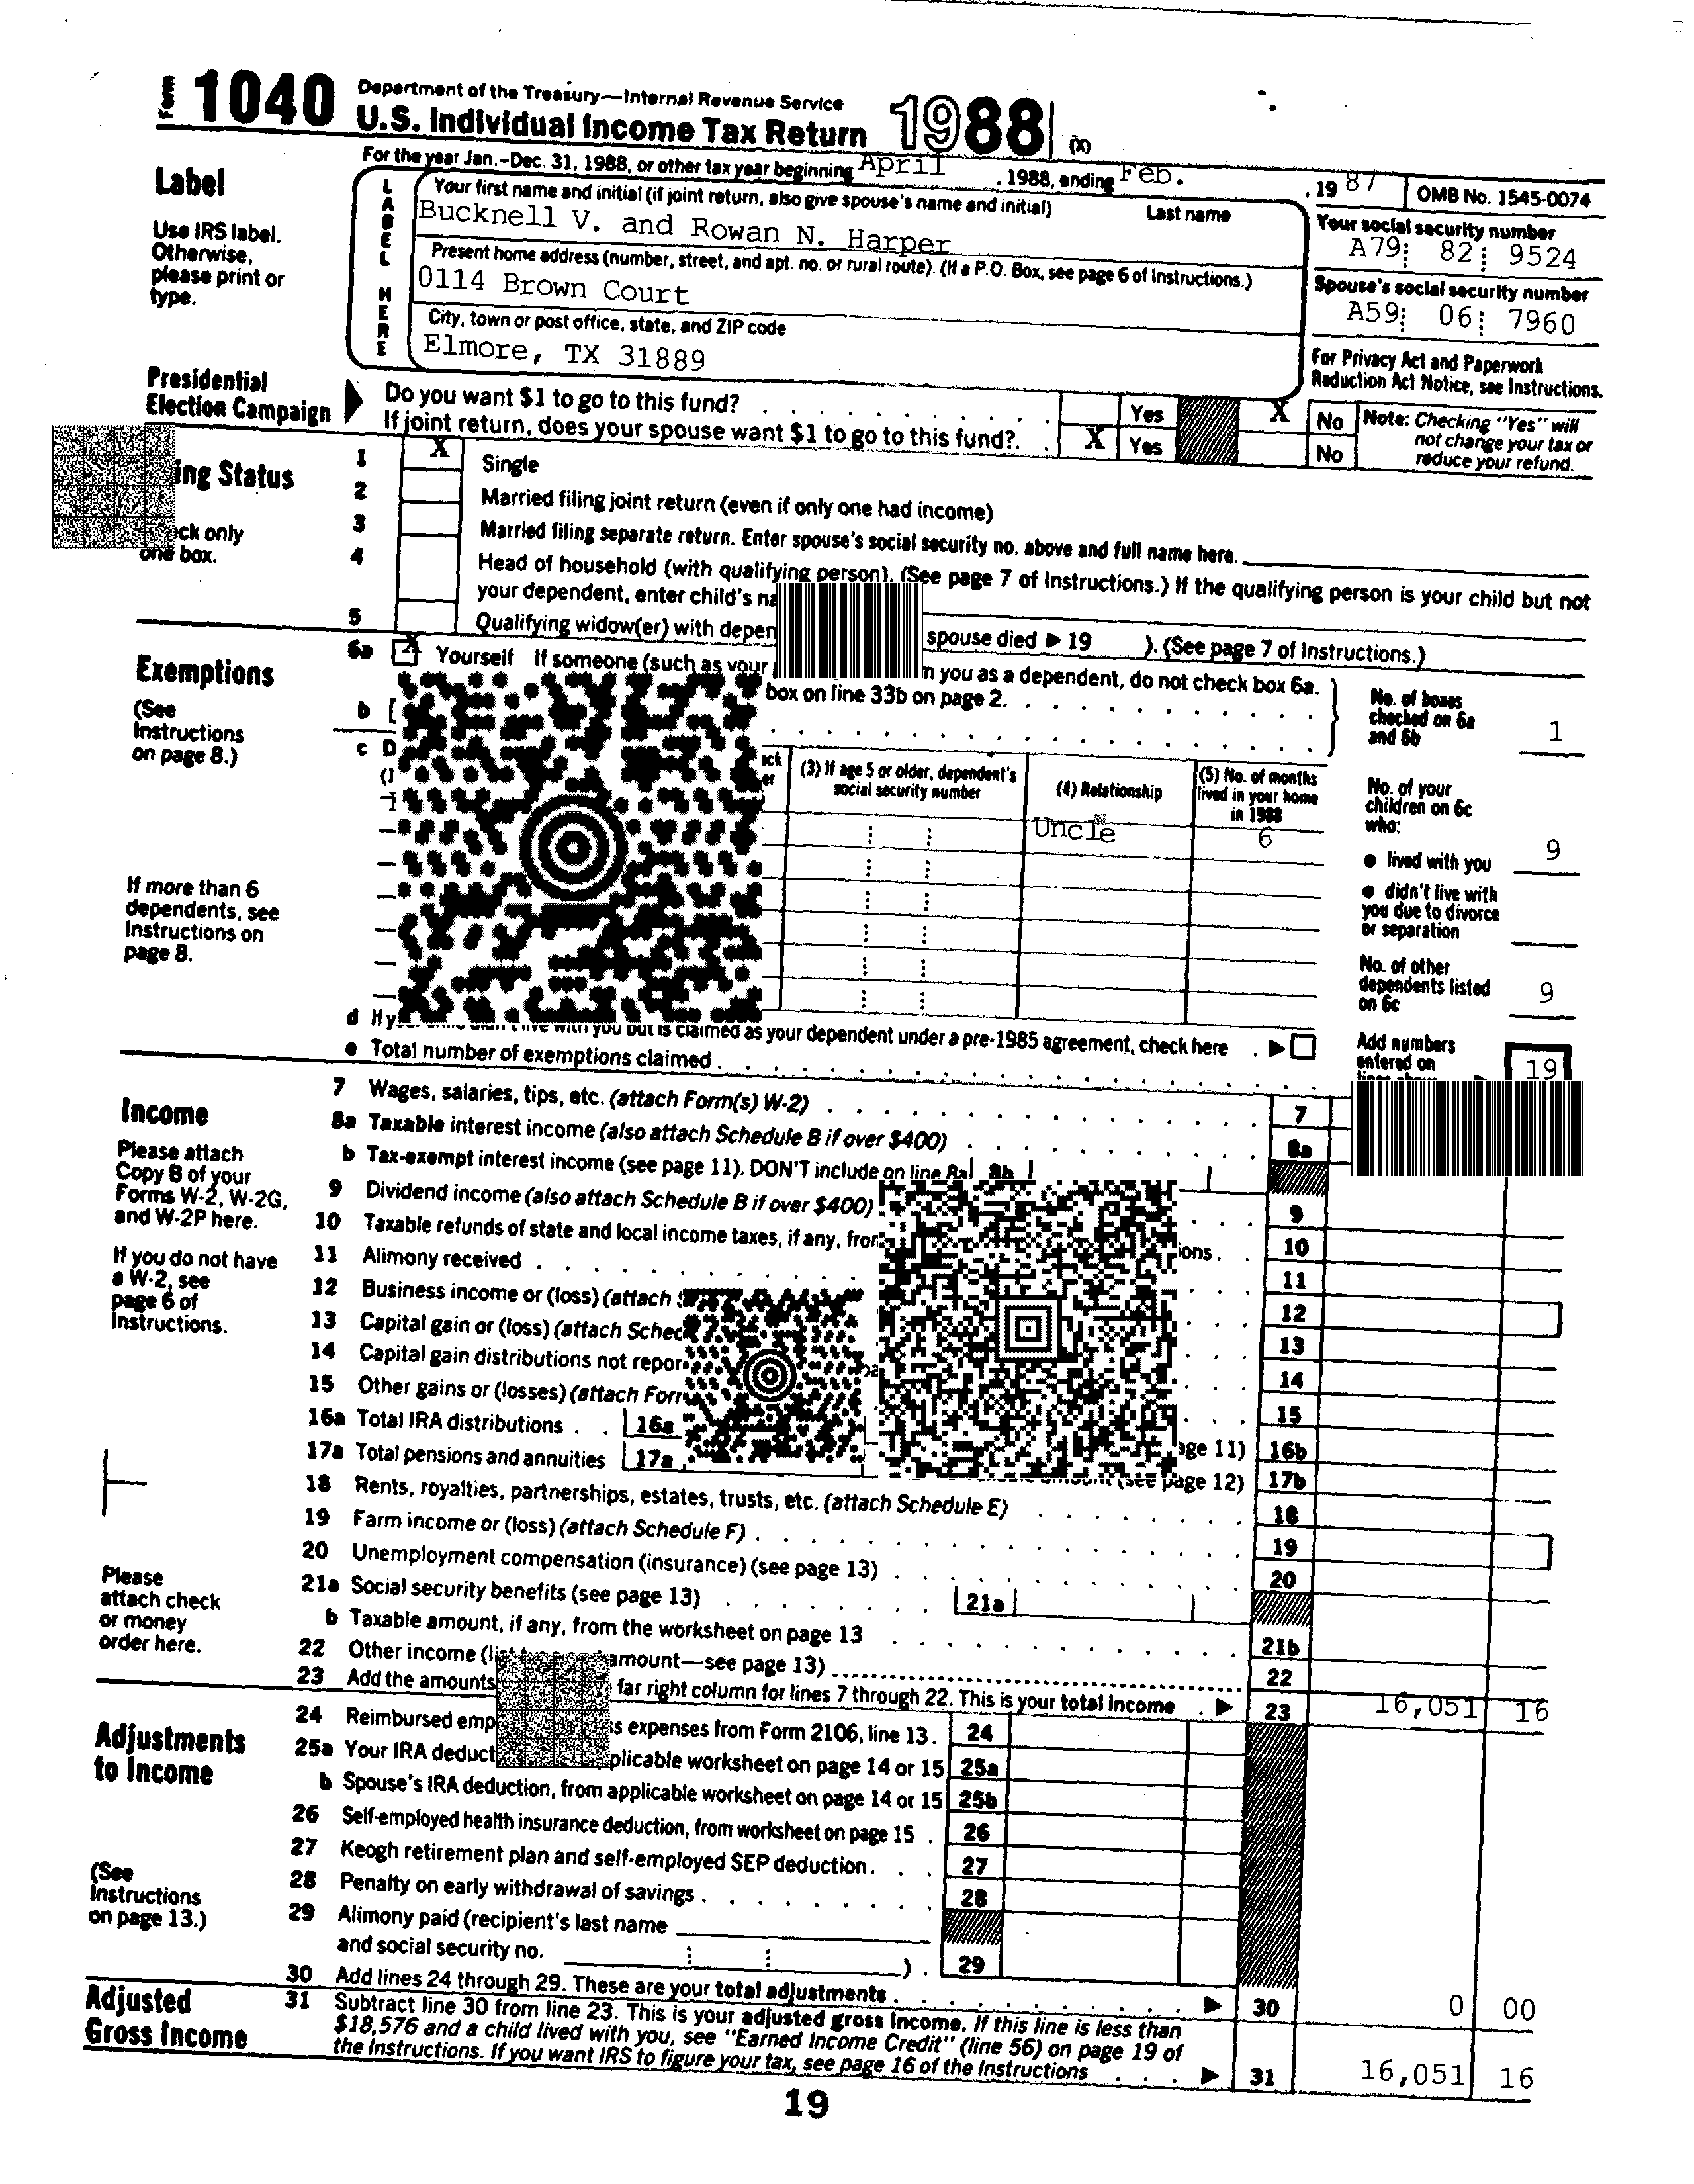 Form 1040 Department of the Treasury—Internal Revenue Service
U.S. Individual Income Tax Return 1988 (X)
For the year Jan.–Dec. 31, 1988, or other tax year beginning April , 1988, ending Feb. , 19 87 OMB No. 1545-0074
Label
Use IRS label.
Otherwise,
please print or
type.
LABEL HERE
Your first name and initial (if joint return, also give spouse's name and initial) Last name
Bucknell V. and Rowan N. Harper
Your social security number
A79 82 9524
Present home address (number, street, and apt. no. or rural route). (If a P.O. Box, see page 6 of Instructions.)
0114 Brown Court
Spouse's social security number
A59 06 7960
City, town or post office, state, and ZIP code
Elmore, TX 31889
For Privacy Act and Paperwork
Reduction Act Notice, see Instructions.
Presidential
Election Campaign
Do you want $1 to go to this fund? Yes X No
If joint return, does your spouse want $1 to go to this fund? X Yes No
Note: Checking "Yes" will
not change your tax or
reduce your refund.
ing Status
ck only
one box.
1 X Single
2 Married filing joint return (even if only one had income)
3 Married filing separate return. Enter spouse's social security no. above and full name here.
4 Head of household (with qualifying person). (See page 7 of Instructions.) If the qualifying person is your child but not
your dependent, enter child's na
5 Qualifying widow(er) with depen spouse died ▶ 19 ). (See page 7 of Instructions.)
Exemptions
(See
Instructions
on page 8.)
6a X Yourself If someone (such as your n you as a dependent, do not check box 6a.
box on line 33b on page 2.
b
c D
No. of boxes
checked on 6a
and 6b 1
(3) If age 5 or older, dependent's
social security number
(4) Relationship
(5) No. of months
lived in your home
in 1988
Uncle 6
No. of your
children on 6c
who:
● lived with you 9
● didn't live with
you due to divorce
or separation
No. of other
dependents listed
on 6c 9
If more than 6
dependents, see
Instructions on
page 8.
d If y live with you but is claimed as your dependent under a pre-1985 agreement, check here . ▶
e Total number of exemptions claimed
Add numbers
entered on
19
Income
Please attach
Copy B of your
Forms W-2, W-2G,
and W-2P here.
If you do not have
a W-2, see
page 6 of
Instructions.
Please
attach check
or money
order here.
7 Wages, salaries, tips, etc. (attach Form(s) W-2) 7
8a Taxable interest income (also attach Schedule B if over $400) 8a
b Tax-exempt interest income (see page 11). DON'T include on line 8a 8b
9 Dividend income (also attach Schedule B if over $400) 9
10 Taxable refunds of state and local income taxes, if any, from ions . 10
11 Alimony received 11
12 Business income or (loss) (attach 12
13 Capital gain or (loss) (attach Sched 13
14 Capital gain distributions not repor 14
15 Other gains or (losses) (attach Form 15
16a Total IRA distributions . . 16a age 11) 16b
17a Total pensions and annuities 17a amount (see page 12) 17b
18 Rents, royalties, partnerships, estates, trusts, etc. (attach Schedule E) 18
19 Farm income or (loss) (attach Schedule F) 19
20 Unemployment compensation (insurance) (see page 13) 20
21a Social security benefits (see page 13) 21a
b Taxable amount, if any, from the worksheet on page 13 21b
22 Other income (list amount—see page 13) 22
23 Add the amounts far right column for lines 7 through 22. This is your total income . ▶ 23 16,051 16
Adjustments
to Income
(See
Instructions
on page 13.)
24 Reimbursed emp s expenses from Form 2106, line 13 . 24
25a Your IRA deduct plicable worksheet on page 14 or 15 25a
b Spouse's IRA deduction, from applicable worksheet on page 14 or 15 25b
26 Self-employed health insurance deduction, from worksheet on page 15 . 26
27 Keogh retirement plan and self-employed SEP deduction 27
28 Penalty on early withdrawal of savings 28
29 Alimony paid (recipient's last name
and social security no. ) . 29
30 Add lines 24 through 29. These are your total adjustments ▶ 30 0 00
Adjusted
Gross Income
31 Subtract line 30 from line 23. This is your adjusted gross income. If this line is less than
$18,576 and a child lived with you, see "Earned Income Credit" (line 56) on page 19 of
the Instructions. If you want IRS to figure your tax, see page 16 of the Instructions . . . ▶ 31 16,051 16
19